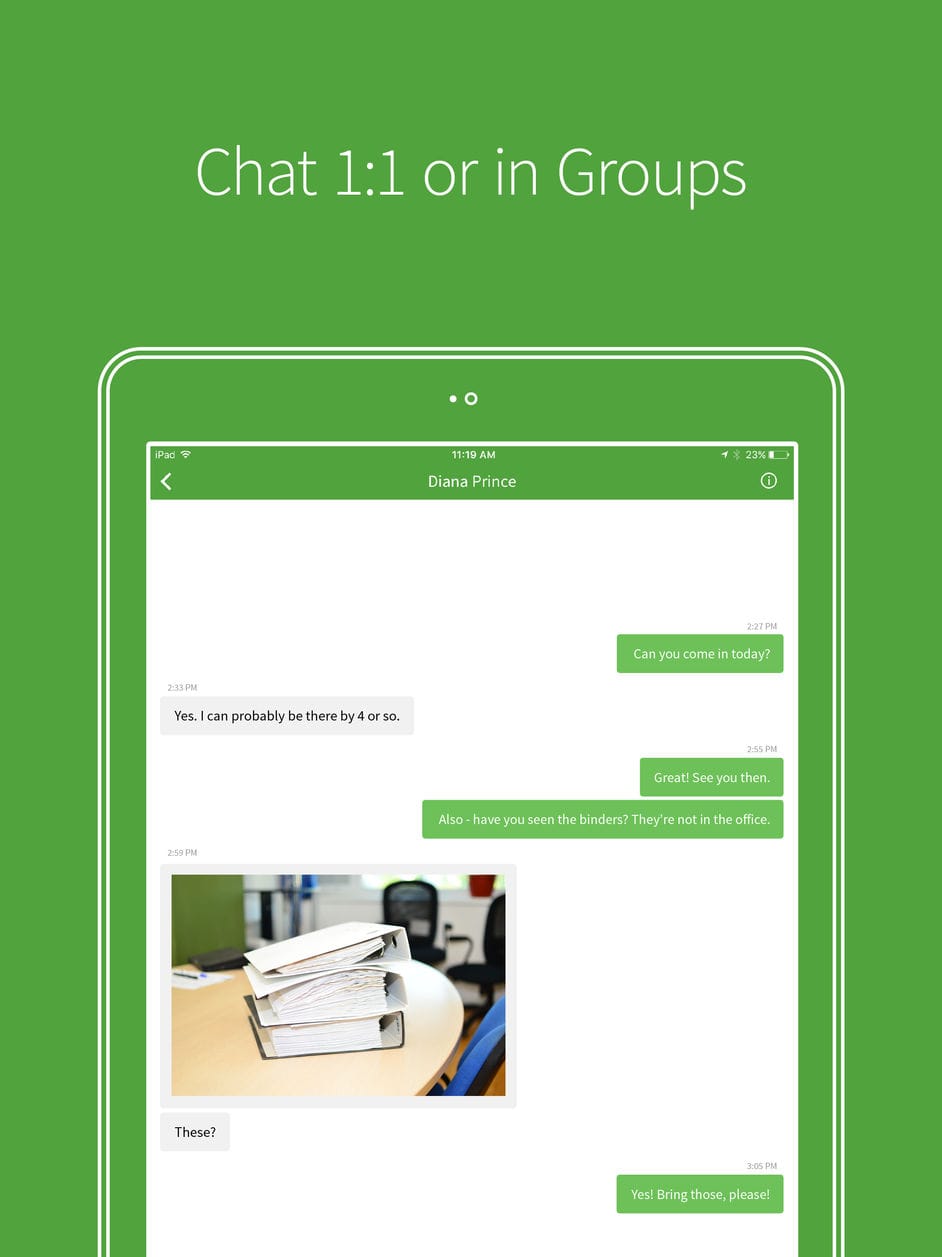 Chat 1:1 or in Groups
iPad 11:19 AM 23%
Diana Prince
2:27 PM
Can you come in today?
2:33 PM
Yes. I can probably be there by 4 or so.
2:55 PM
Great! See you then.
Also - have you seen the binders? They're not in the office.
2:59 PM
These?
3:05 PM
Yes! Bring those, please!